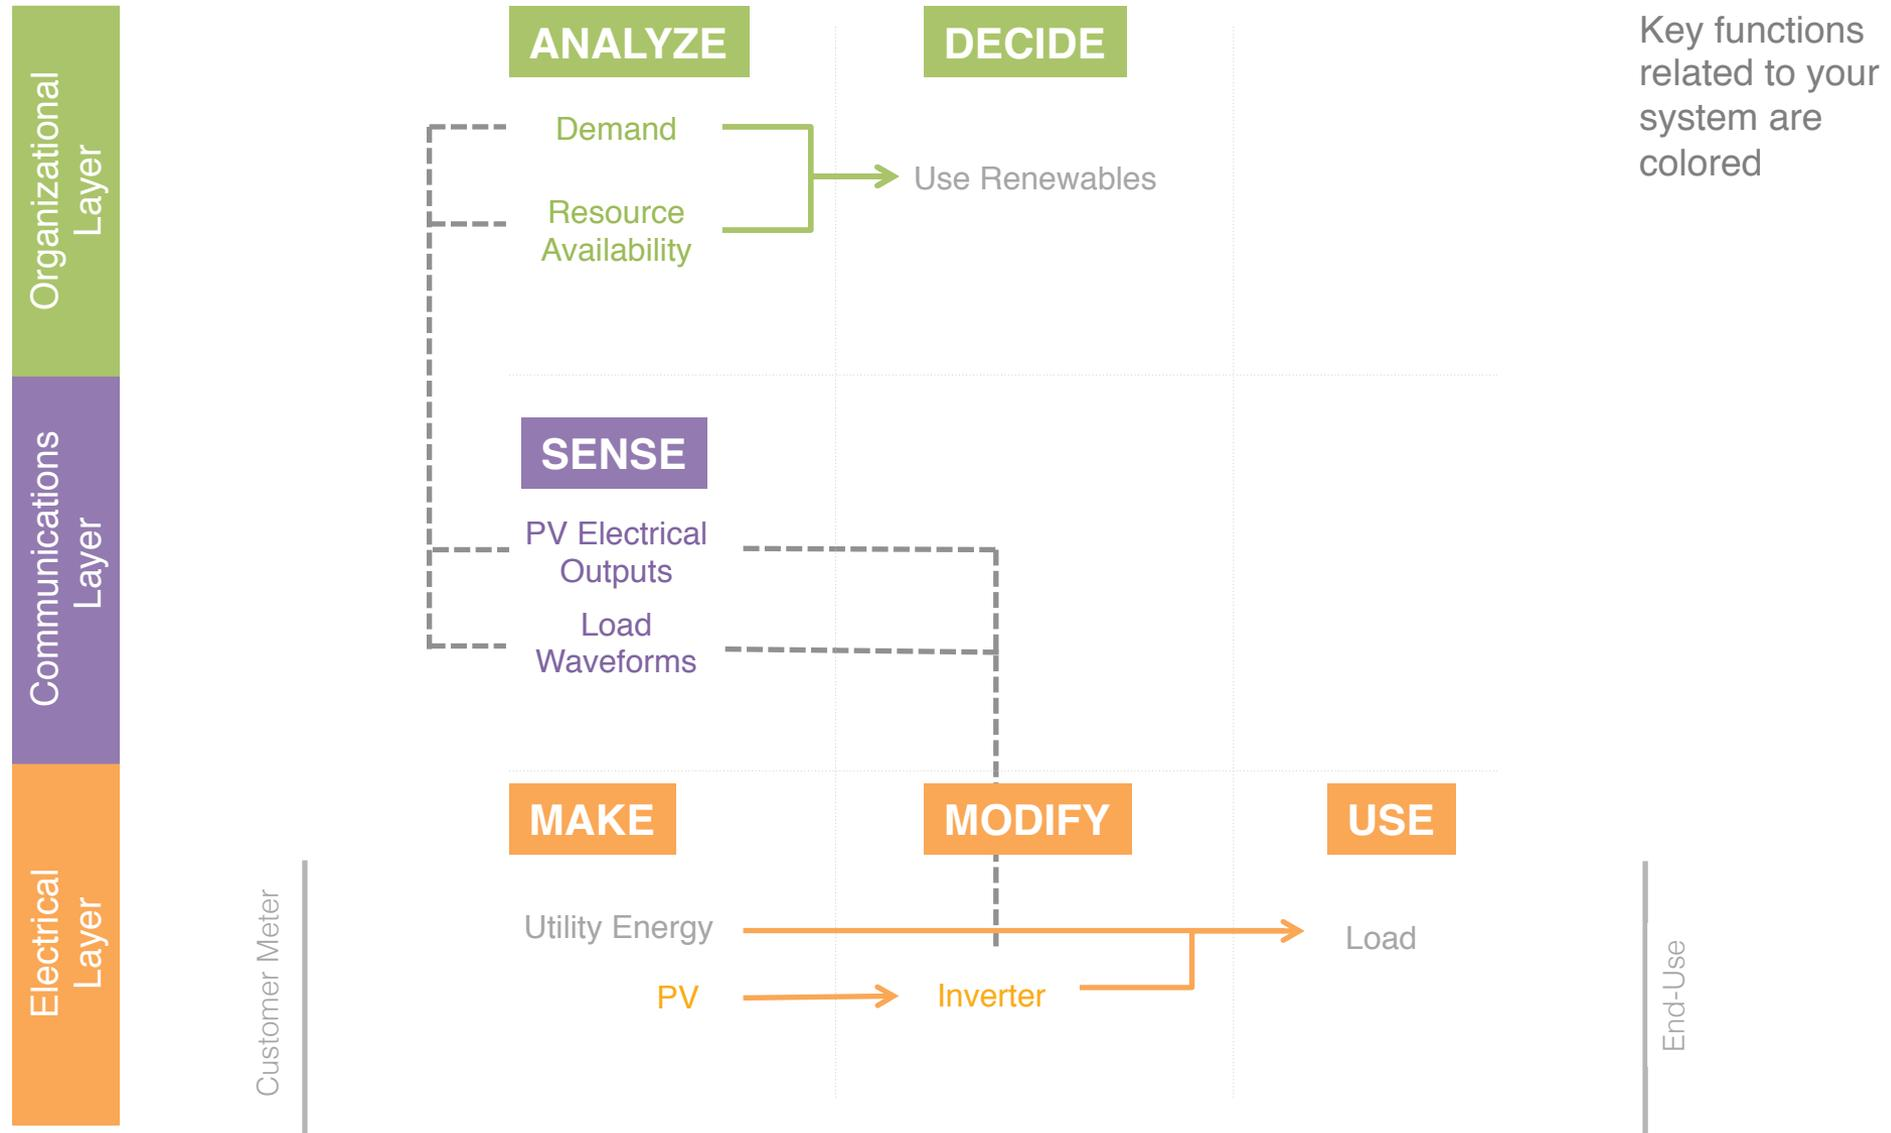 ANALYZE
DECIDE
Key functions
related to your
system are
colored
Organizational
Layer
Demand
Use Renewables
Resource
Availability
Communications
Layer
SENSE
PV Electrical
Outputs
Load
Waveforms
Electrical
Layer
MAKE
MODIFY
USE
Customer Meter
Utility Energy
Load
PV
Inverter
End-Use